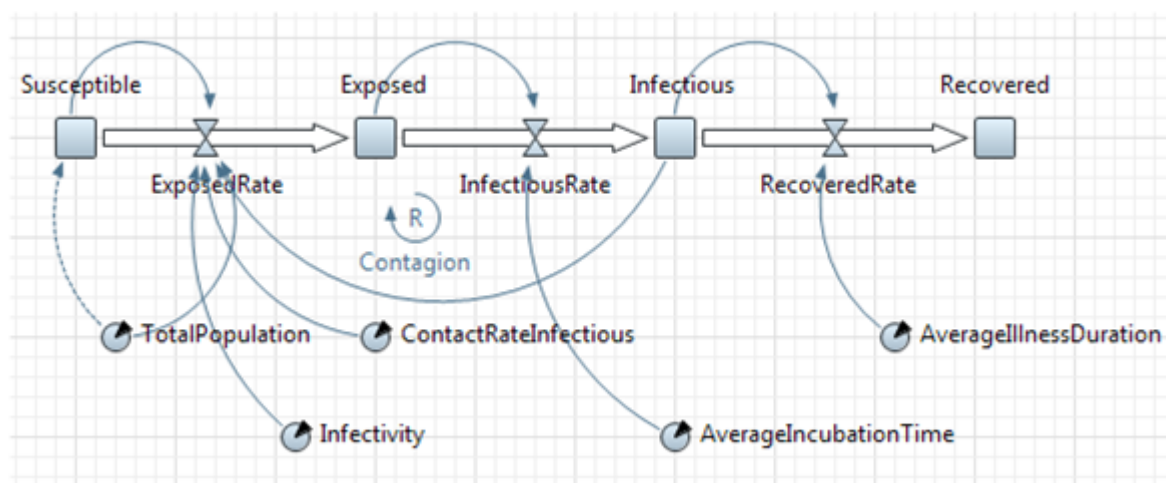 Susceptible
Exposed
Infectious
Recovered
ExposedRate
InfectiousRate
RecoveredRate
R
Contagion
TotalPopulation
ContactRateInfectious
AverageIllnessDuration
Infectivity
AverageIncubationTime